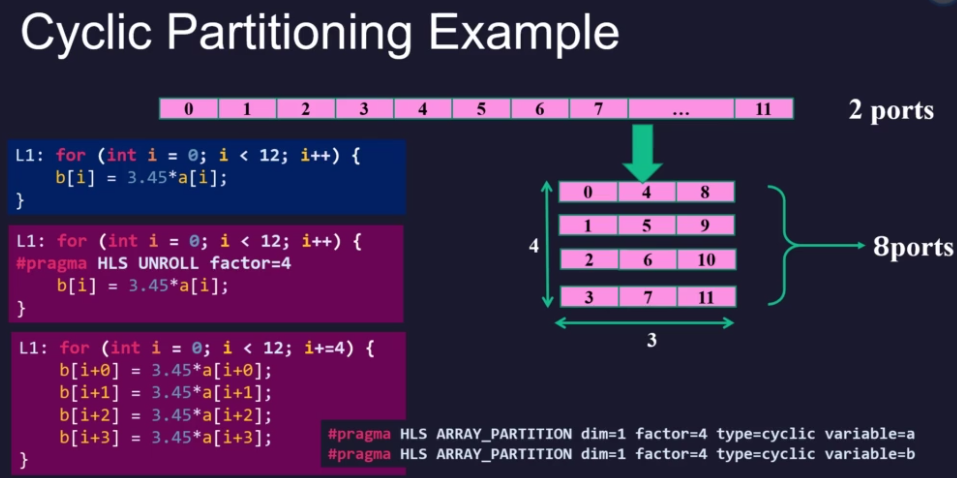 Cyclic Partitioning Example
0 1 2 3 4 5 6 7 ... 11
2 ports
L1: for (int i = 0; i < 12; i++) {
b[i] = 3.45*a[i];
}
L1: for (int i = 0; i < 12; i++) {
#pragma HLS UNROLL factor=4
b[i] = 3.45*a[i];
}
L1: for (int i = 0; i < 12; i+=4) {
b[i+0] = 3.45*a[i+0];
b[i+1] = 3.45*a[i+1];
b[i+2] = 3.45*a[i+2];
b[i+3] = 3.45*a[i+3];
}
0 4 8
1 5 9
2 6 10
3 7 11
4
3
8ports
#pragma HLS ARRAY_PARTITION dim=1 factor=4 type=cyclic variable=a
#pragma HLS ARRAY_PARTITION dim=1 factor=4 type=cyclic variable=b